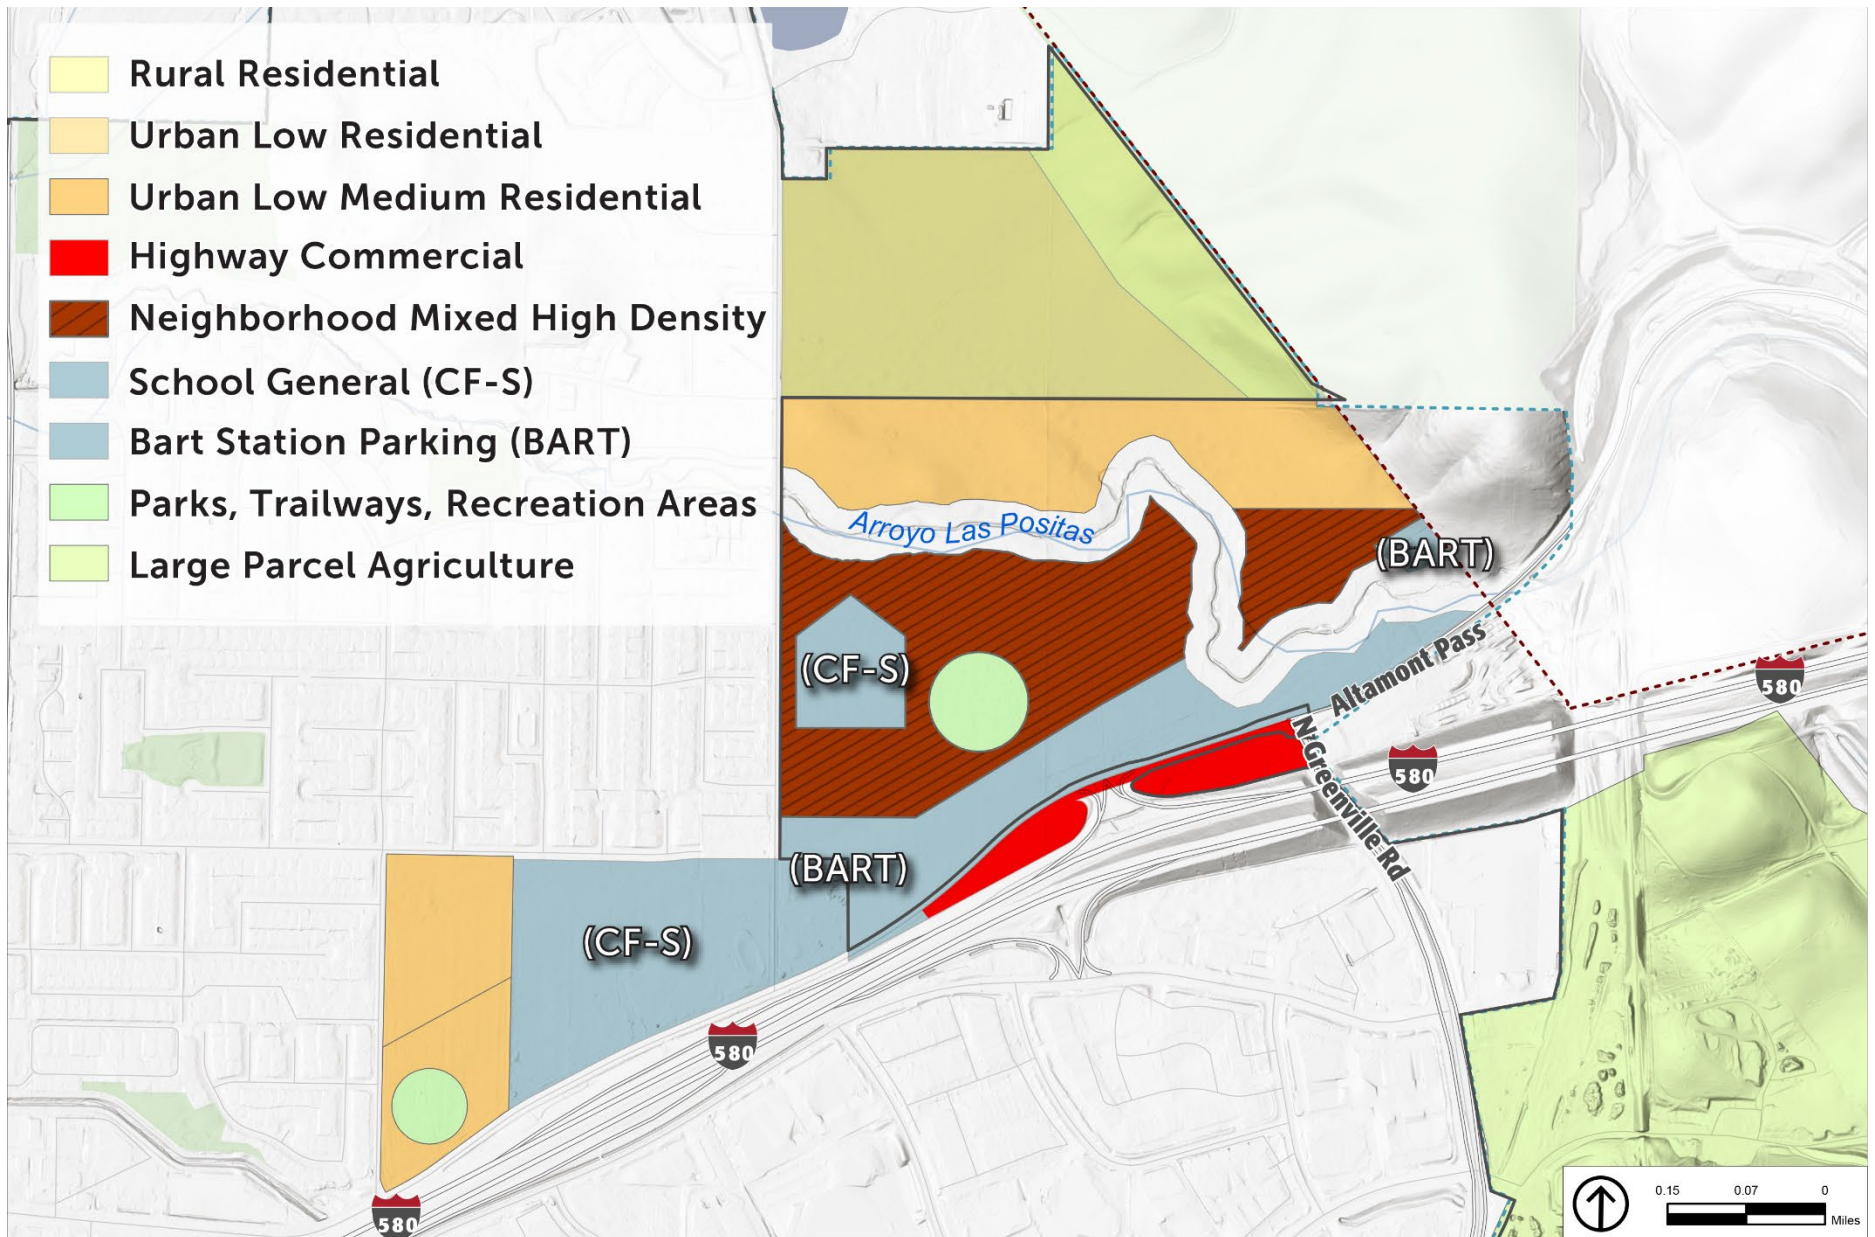 Rural Residential
Urban Low Residential
Urban Low Medium Residential
Highway Commercial
Neighborhood Mixed High Density
School General (CF-S)
Bart Station Parking (BART)
Parks, Trailways, Recreation Areas
Large Parcel Agriculture
Arroyo Las Positas
(BART)
(CF-S)
Altamont Pass
580
N Greenville Rd
580
(BART)
(CF-S)
580
580
0.15 0.07 0
Miles